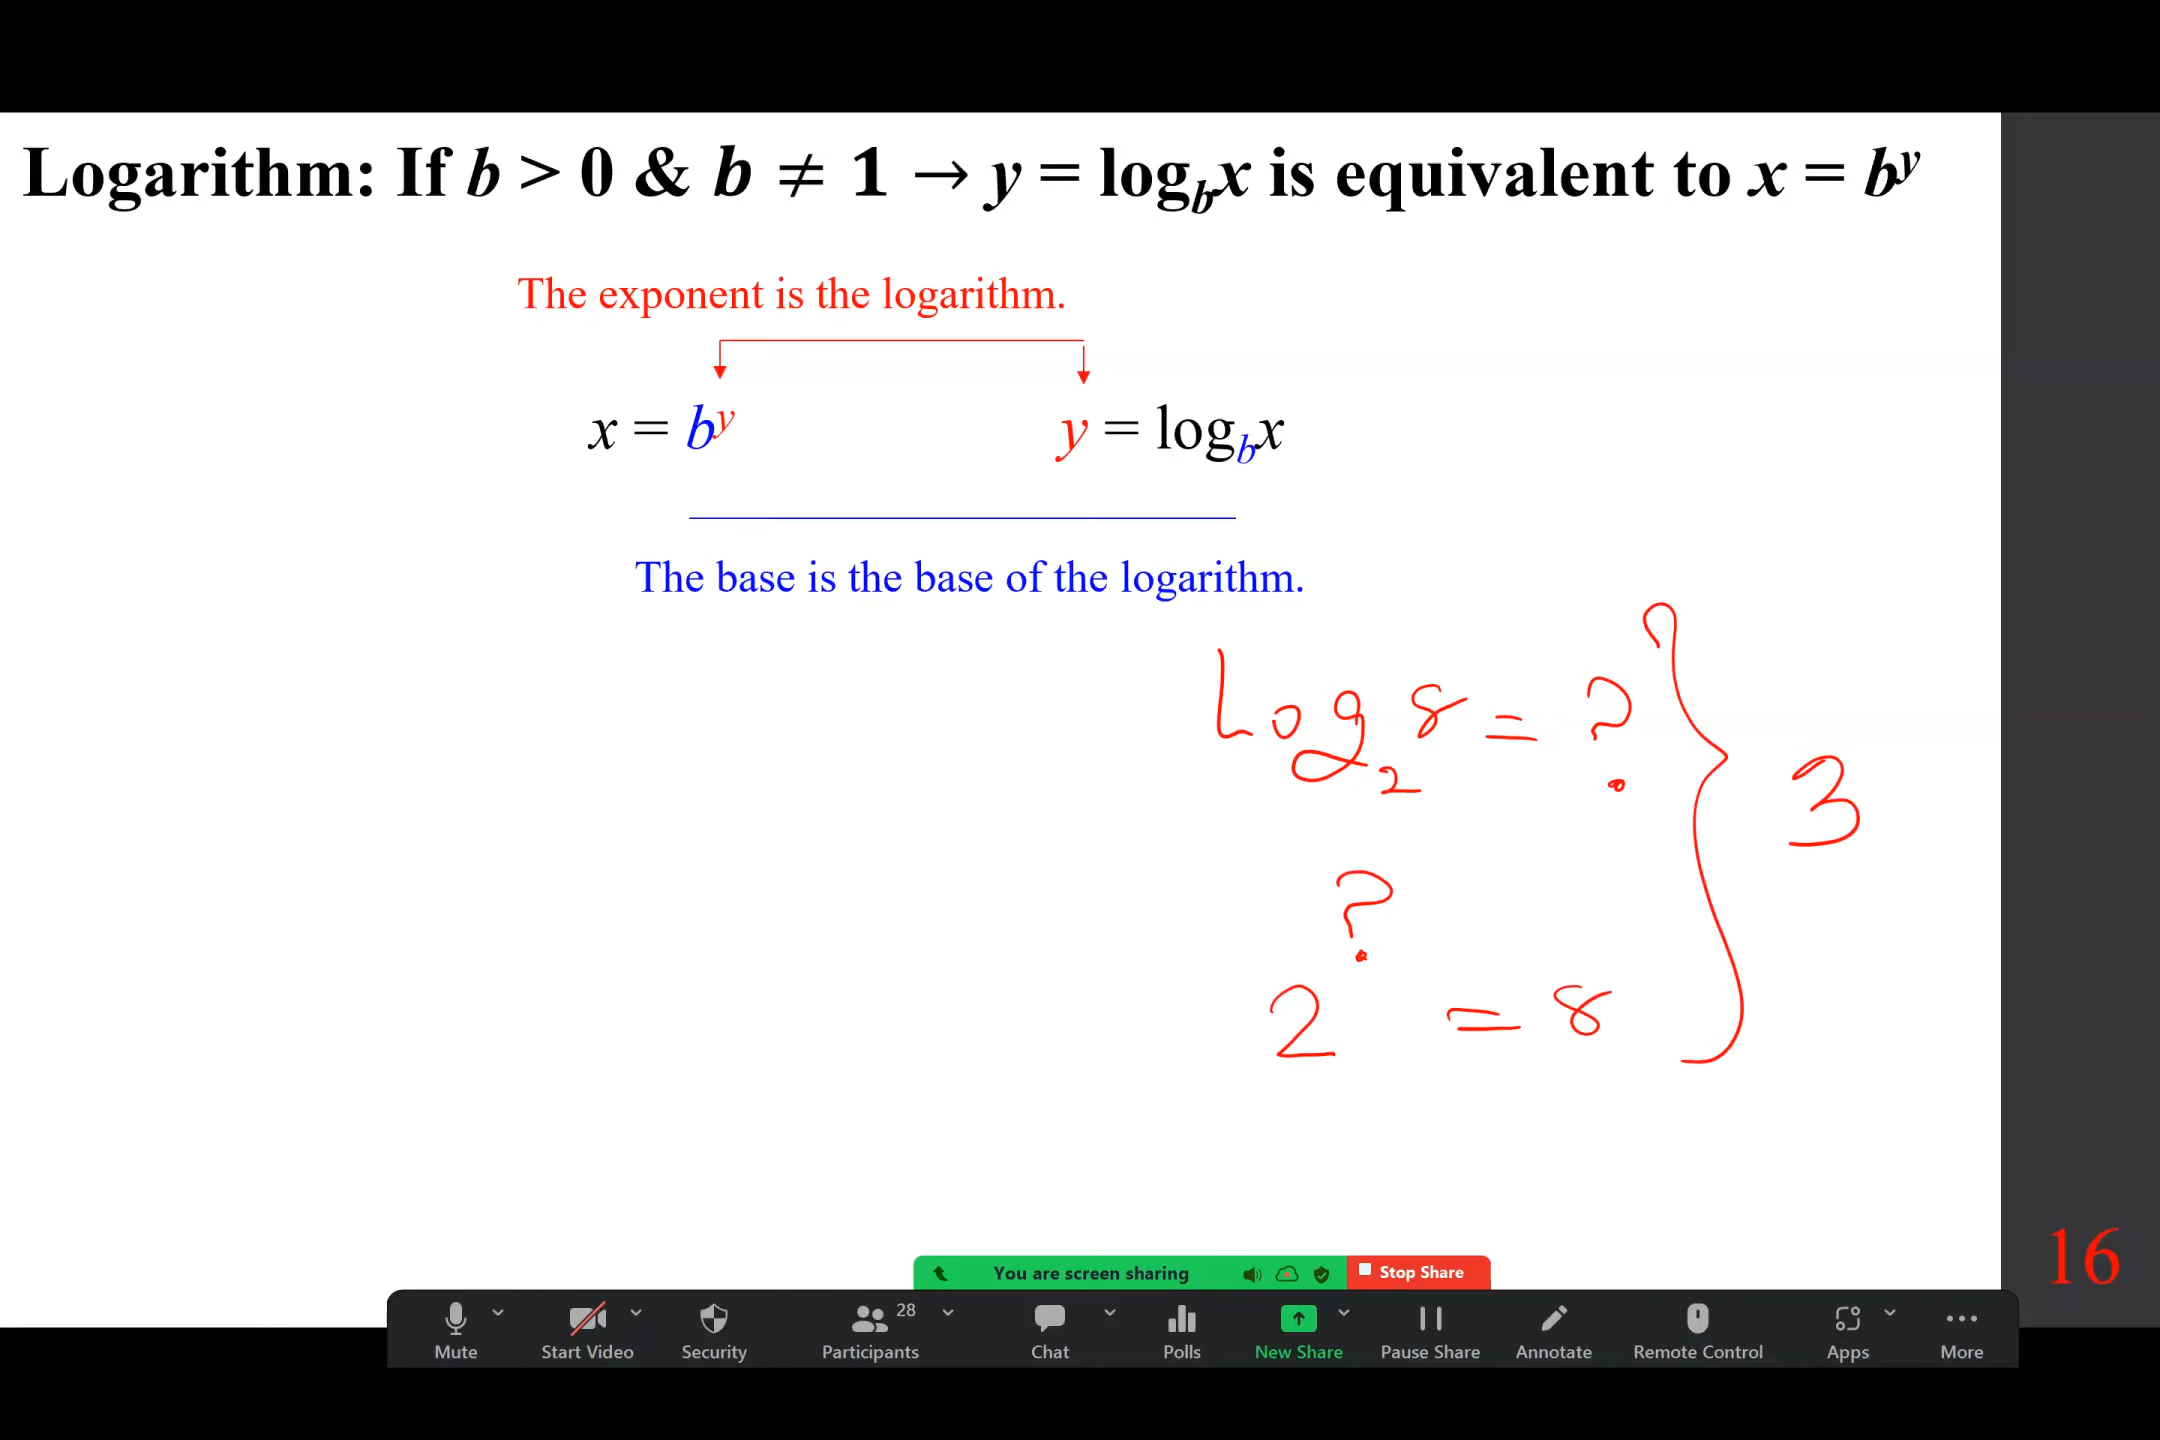 Logarithm: If b > 0 & b ≠ 1 → y = log_b x is equivalent to x = b^y
The exponent is the logarithm.
x = b^y y = log_b x
The base is the base of the logarithm.
Log_2 8 = ?
3
2^? = 8
16
You are screen sharing Stop Share
28
Mute Start Video Security Participants Chat Polls New Share Pause Share Annotate Remote Control Apps More